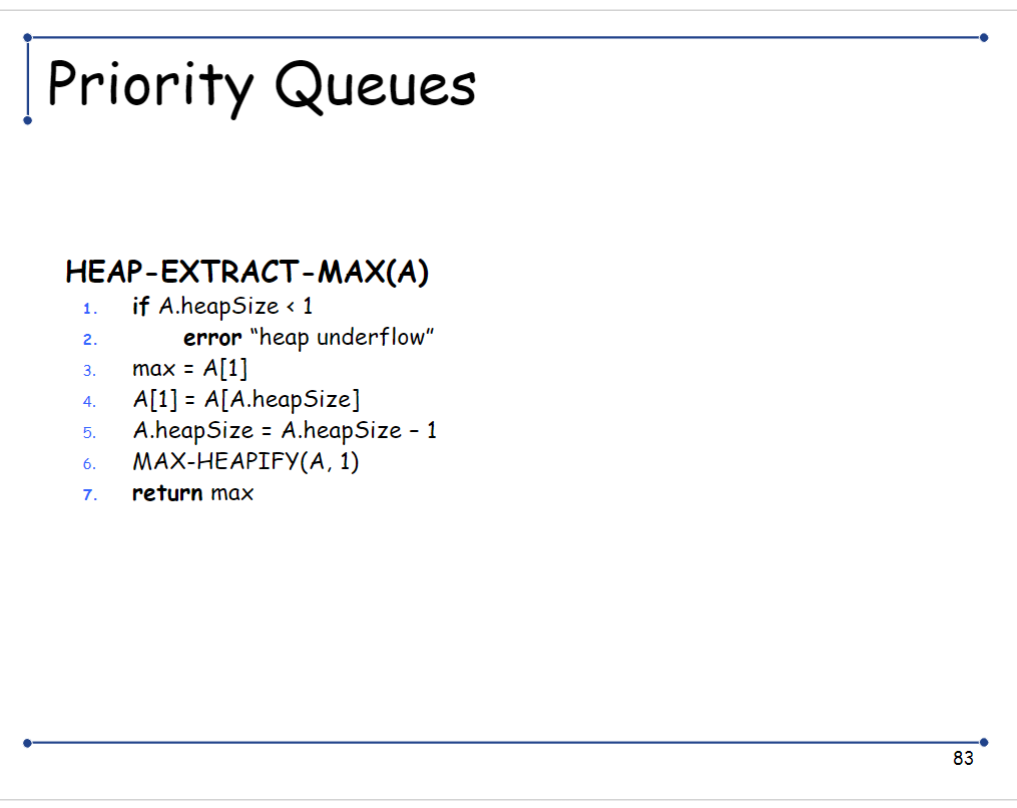 Priority Queues
HEAP-EXTRACT-MAX(A)
1. if A.heapSize < 1
2. error “heap underflow”
3. max = A[1]
4. A[1] = A[A.heapSize]
5. A.heapSize = A.heapSize – 1
6. MAX-HEAPIFY(A, 1)
7. return max
83